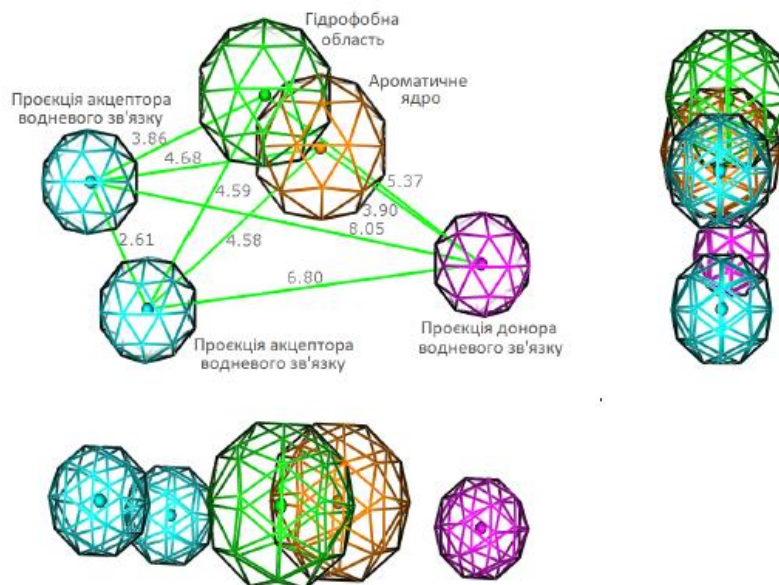 Гідрофобна
область
Ароматичне
ядро
Проєкція акцептора
водневого зв'язку
3.86
4.68
5.37
4.59
3.90
8.05
2.61
4.58
6.80
Проєкція акцептора
водневого зв'язку
Проєкція донора
водневого зв'язку